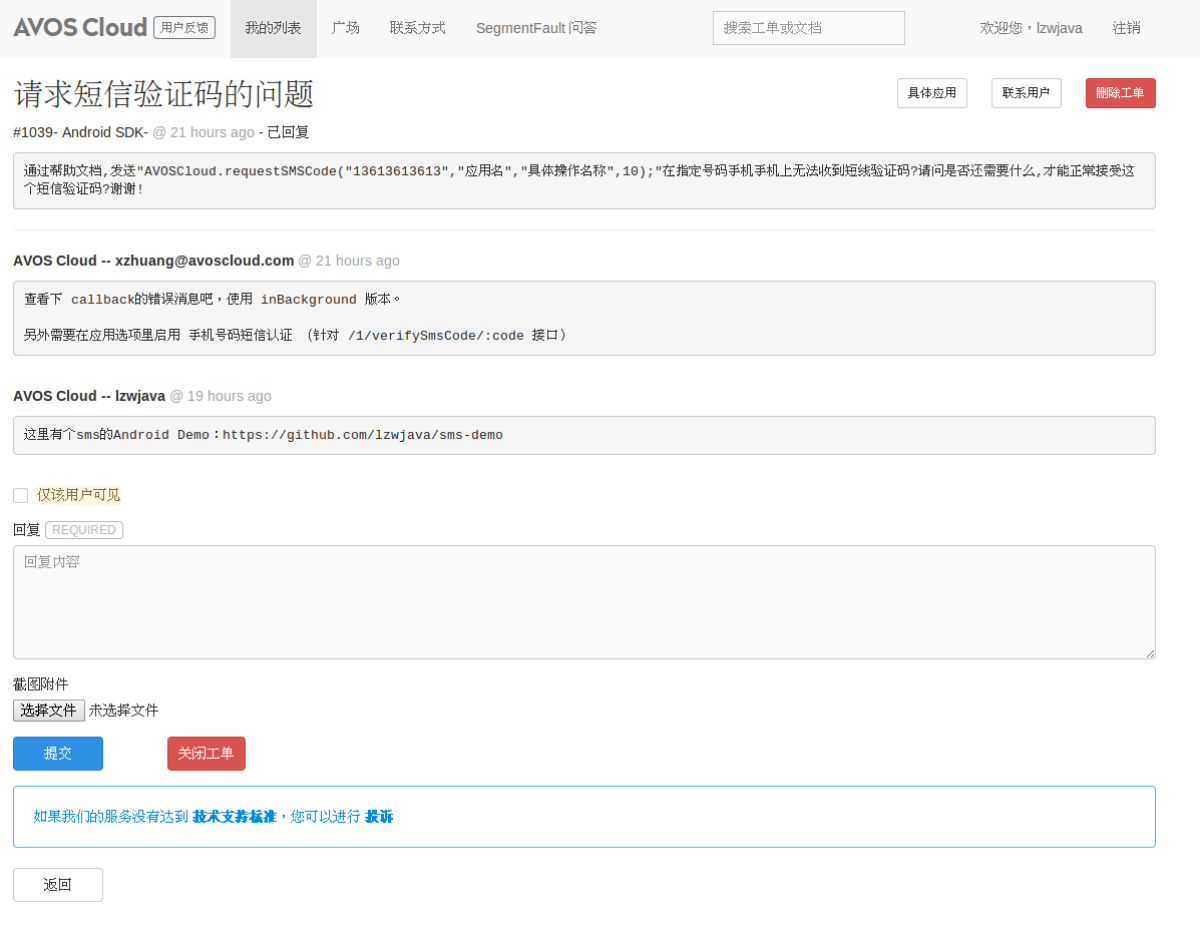 AVOS Cloud 用户反馈 我的列表 广场 联系方式 SegmentFault 问答 搜索工单或文档 欢迎您，lzwjava 注销
请求短信验证码的问题 具体应用 联系用户 删除工单
#1039- Android SDK- @ 21 hours ago - 已回复
通过帮助文档,发送"AVOSCloud.requestSMSCode("13613613613","应用名","具体操作名称",10);"在指定号码手机手机上无法收到短线验证码?请问是否还需要什么,才能正常接受这
个短信验证码?谢谢!
AVOS Cloud -- xzhuang@avoscloud.com @ 21 hours ago
查看下 callback的错误消息吧，使用 inBackground 版本。
另外需要在应用选项里启用 手机号码短信认证 （针对 /1/verifySmsCode/:code 接口）
AVOS Cloud -- lzwjava @ 19 hours ago
这里有个sms的Android Demo：https://github.com/lzwjava/sms-demo
仅该用户可见
回复 REQUIRED
回复内容
截图附件
选择文件 未选择文件
提交 关闭工单
如果我们的服务没有达到 技术支持标准，您可以进行 投诉
返回